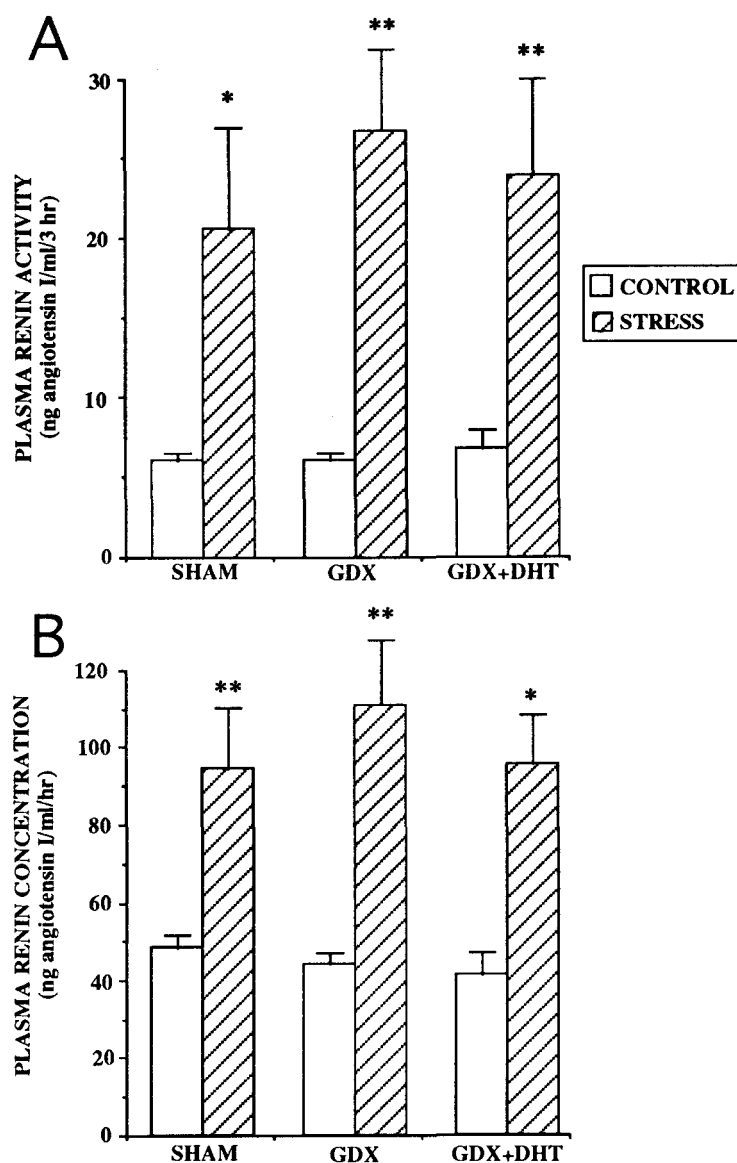 A
PLASMA RENIN ACTIVITY
(ng angiotensin I/ml/3 hr)
30
20
10
0
*
**
**
SHAM
GDX
GDX+DHT
CONTROL
STRESS
B
PLASMA RENIN CONCENTRATION
(ng angiotensin I/ml/hr)
120
100
80
60
40
20
0
**
**
*
SHAM
GDX
GDX+DHT